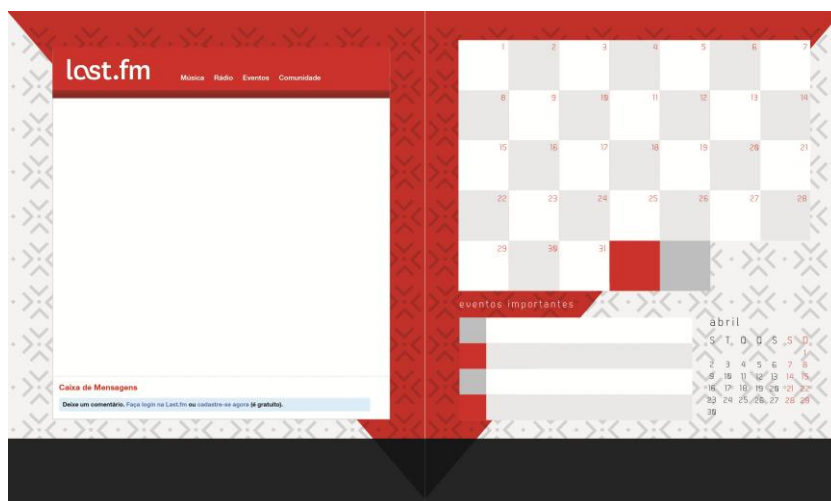 last.fm
Música Rádio Eventos Comunidade
Caixa de Mensagens
Deixe um comentário. Faça login na Last.fm ou cadastre-se agora (é gratuito).
1 2 3 4 5 6 7
8 9 10 11 12 13 14
15 16 17 18 19 20 21
22 23 24 25 26 27 28
29 30 31
eventos importantes
abril
S T Q Q S S D
1
2 3 4 5 6 7 8
9 10 11 12 13 14 15
16 17 18 19 20 21 22
23 24 25 26 27 28 29
30